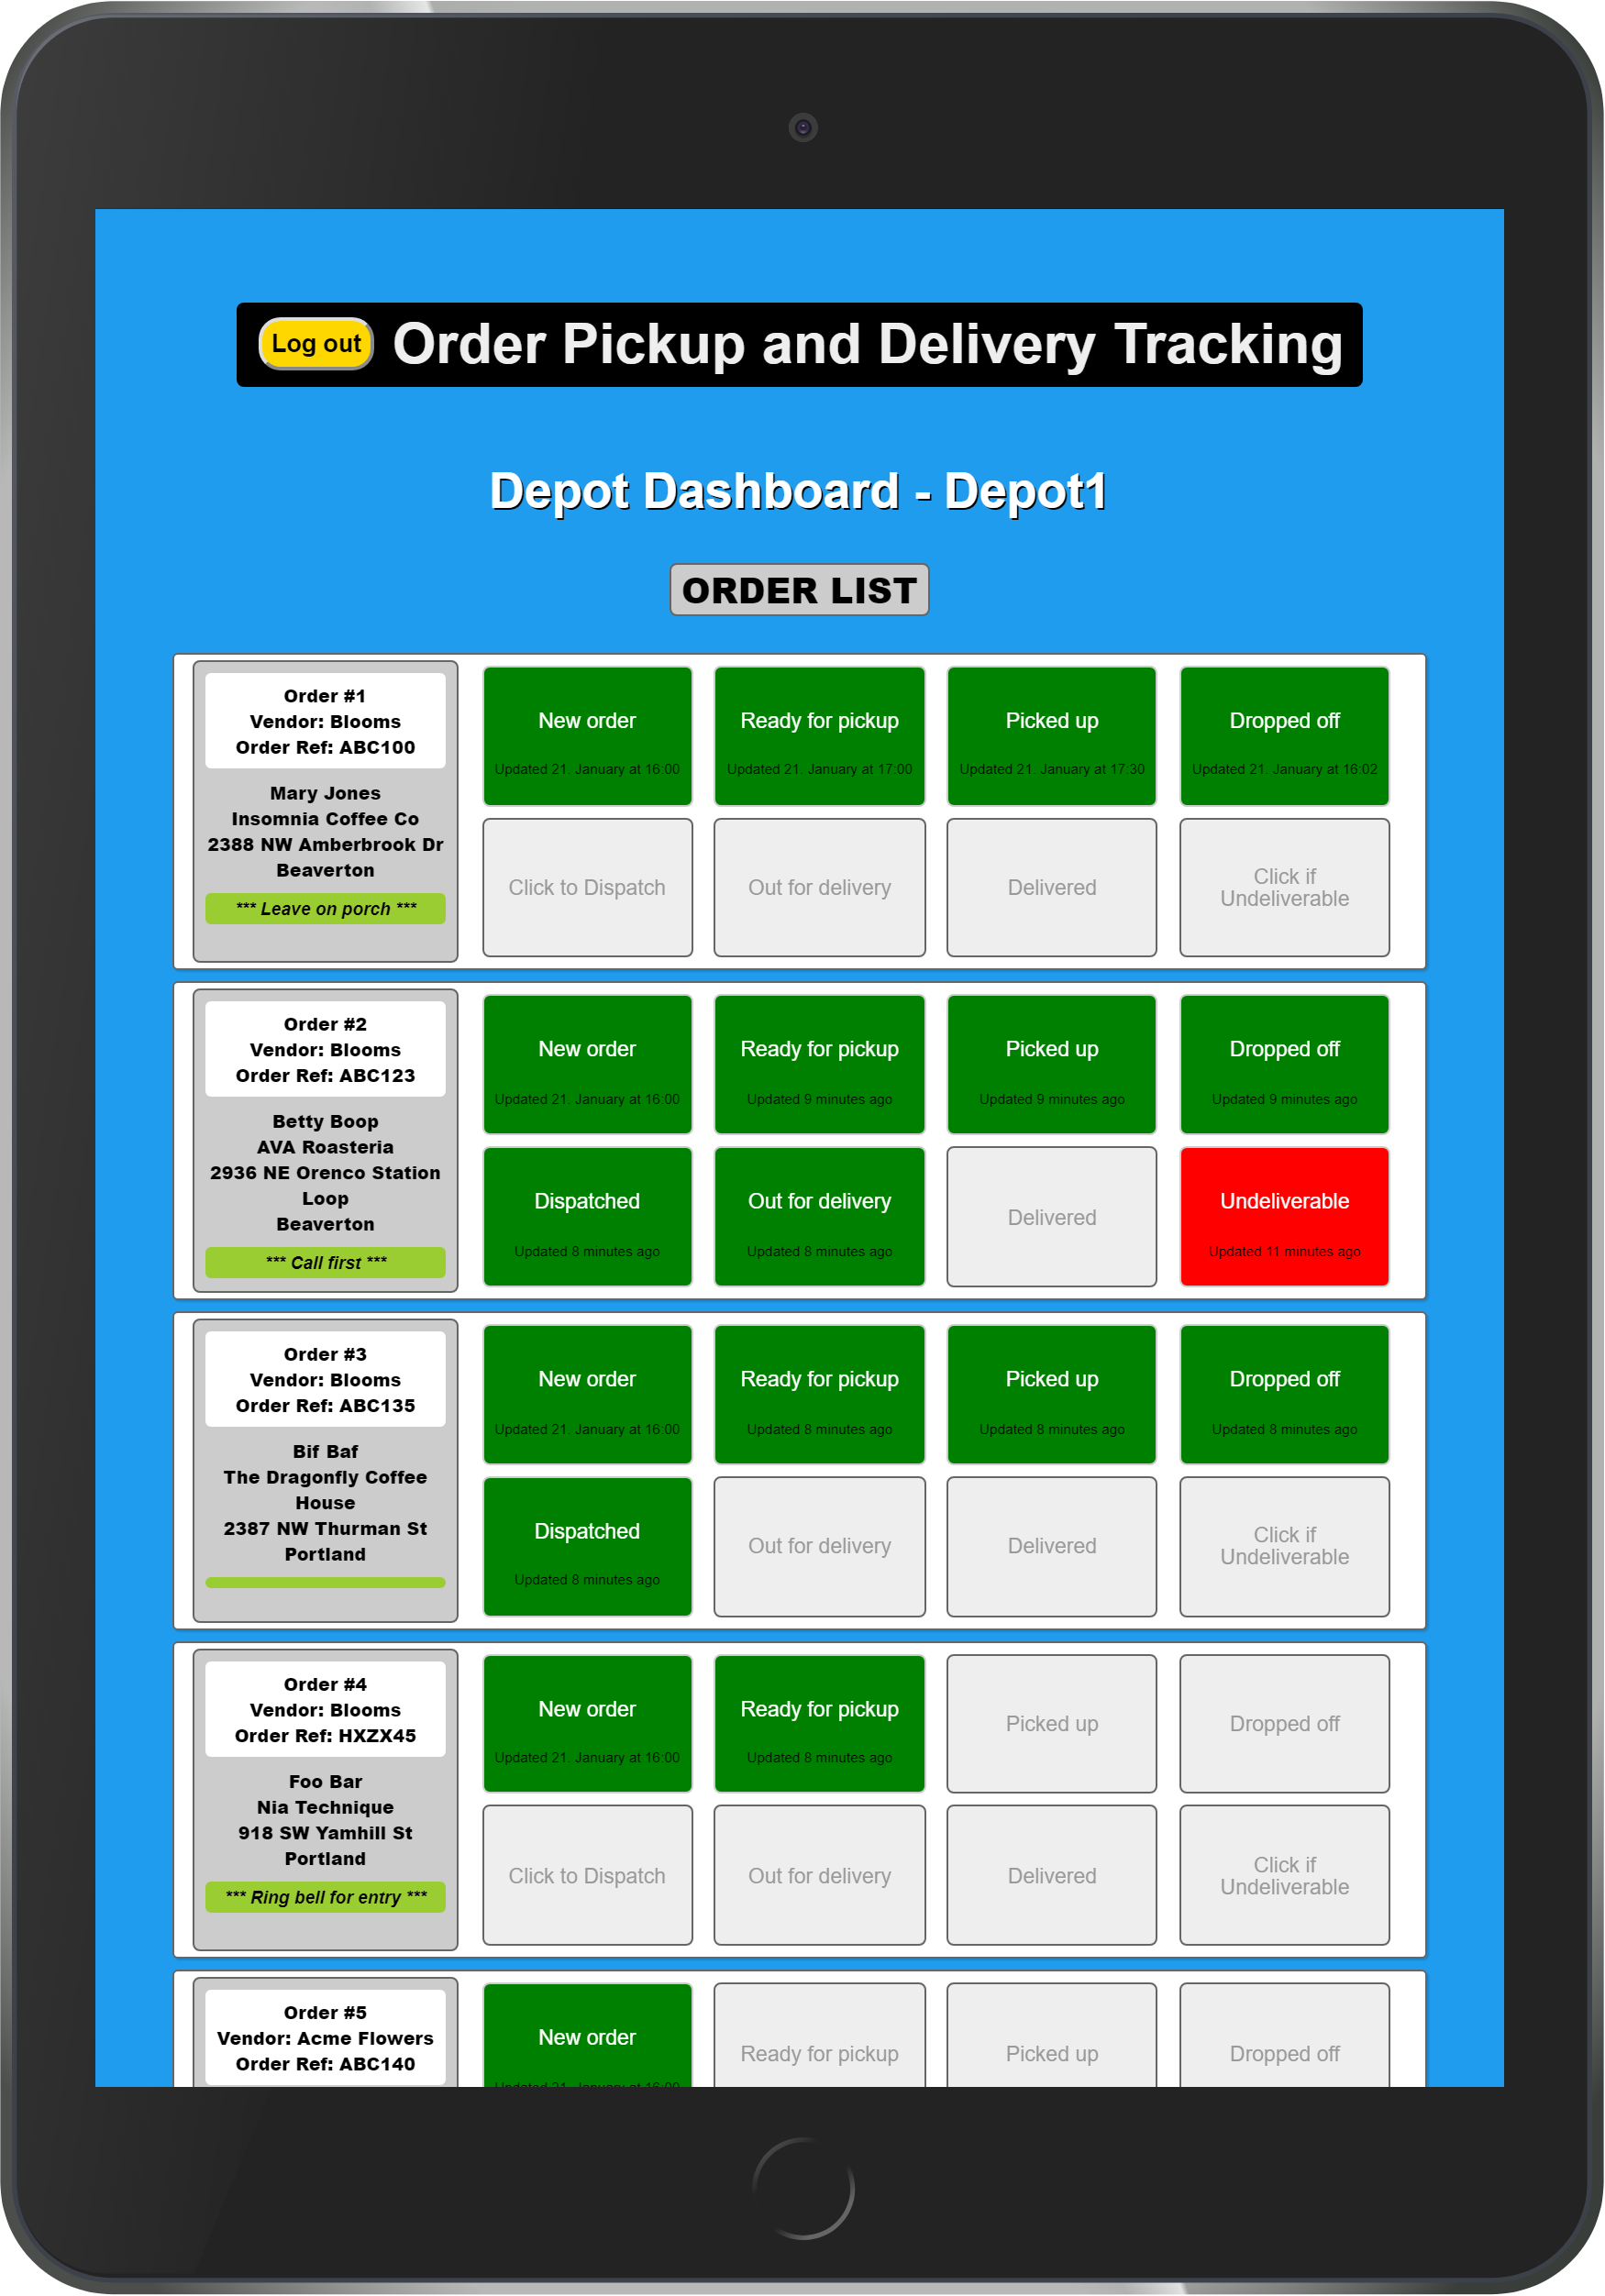 Log out Order Pickup and Delivery Tracking
Depot Dashboard - Depot1
ORDER LIST
Order #1
Vendor: Blooms
Order Ref: ABC100
Mary Jones
Insomnia Coffee Co
2388 NW Amberbrook Dr
Beaverton
*** Leave on porch ***
New order
Updated 21. January at 16:00
Ready for pickup
Updated 21. January at 17:00
Picked up
Updated 21. January at 17:30
Dropped off
Updated 21. January at 16:02
Click to Dispatch
Out for delivery
Delivered
Click if
Undeliverable
Order #2
Vendor: Blooms
Order Ref: ABC123
Betty Boop
AVA Roasteria
2936 NE Orenco Station
Loop
Beaverton
*** Call first ***
New order
Updated 21. January at 16:00
Ready for pickup
Updated 9 minutes ago
Picked up
Updated 9 minutes ago
Dropped off
Updated 9 minutes ago
Dispatched
Updated 8 minutes ago
Out for delivery
Updated 8 minutes ago
Delivered
Undeliverable
Updated 11 minutes ago
Order #3
Vendor: Blooms
Order Ref: ABC135
Bif Baf
The Dragonfly Coffee
House
2387 NW Thurman St
Portland
New order
Updated 21. January at 16:00
Ready for pickup
Updated 8 minutes ago
Picked up
Updated 8 minutes ago
Dropped off
Updated 8 minutes ago
Dispatched
Updated 8 minutes ago
Out for delivery
Delivered
Click if
Undeliverable
Order #4
Vendor: Blooms
Order Ref: HXZX45
Foo Bar
Nia Technique
918 SW Yamhill St
Portland
*** Ring bell for entry ***
New order
Updated 21. January at 16:00
Ready for pickup
Updated 8 minutes ago
Picked up
Dropped off
Click to Dispatch
Out for delivery
Delivered
Click if
Undeliverable
Order #5
Vendor: Acme Flowers
Order Ref: ABC140
New order
Updated 21. January at 16:00
Ready for pickup
Picked up
Dropped off